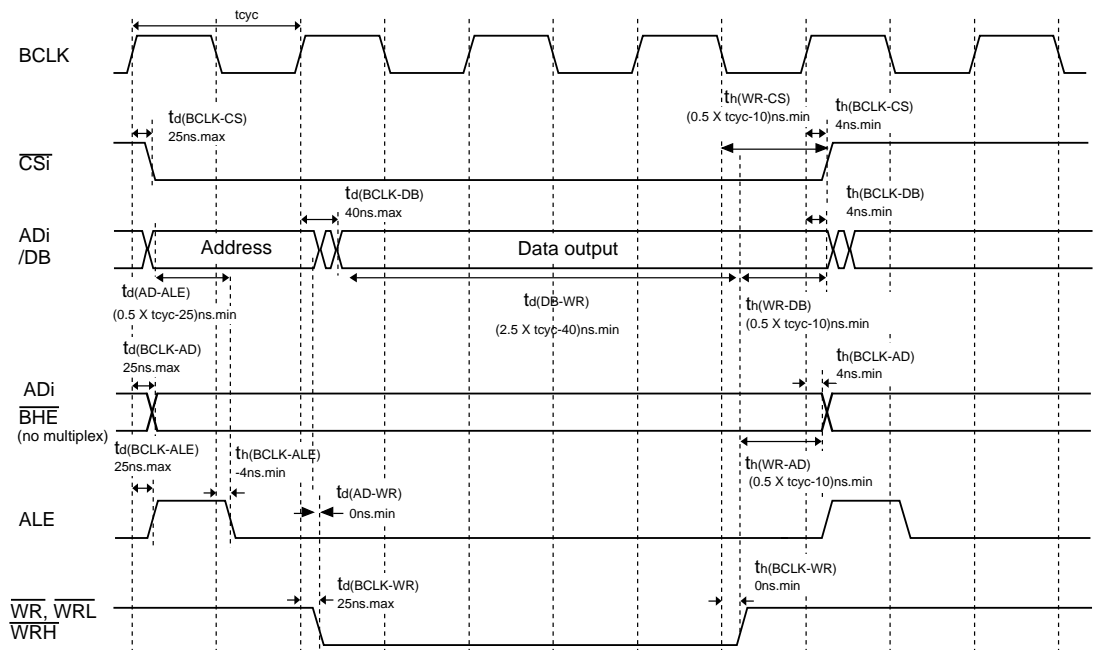 tcyc
BCLK
td(BCLK-CS)
25ns.max
th(WR-CS)
(0.5 X tcyc-10)ns.min
th(BCLK-CS)
4ns.min
CSi
td(BCLK-DB)
40ns.max
th(BCLK-DB)
4ns.min
ADi
/DB
Address
Data output
td(AD-ALE)
(0.5 X tcyc-25)ns.min
td(DB-WR)
(2.5 X tcyc-40)ns.min
th(WR-DB)
(0.5 X tcyc-10)ns.min
td(BCLK-AD)
25ns.max
th(BCLK-AD)
4ns.min
ADi
BHE
(no multiplex)
td(BCLK-ALE)
25ns.max
th(BCLK-ALE)
-4ns.min
th(WR-AD)
(0.5 X tcyc-10)ns.min
td(AD-WR)
0ns.min
ALE
td(BCLK-WR)
25ns.max
th(BCLK-WR)
0ns.min
WR, WRL
WRH